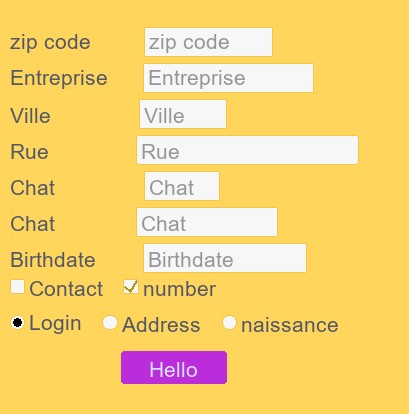 zip code zip code
Entreprise Entreprise
Ville Ville
Rue Rue
Chat Chat
Chat Chat
Birthdate Birthdate
Contact number
Login Address naissance
Hello